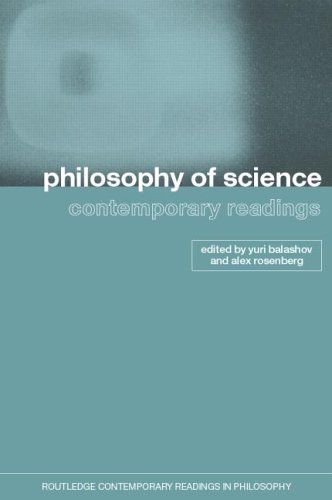 philosophy of science
contemporary readings
edited by yuri balashov
and alex rosenberg
ROUTLEDGE CONTEMPORARY READINGS IN PHILOSOPHY